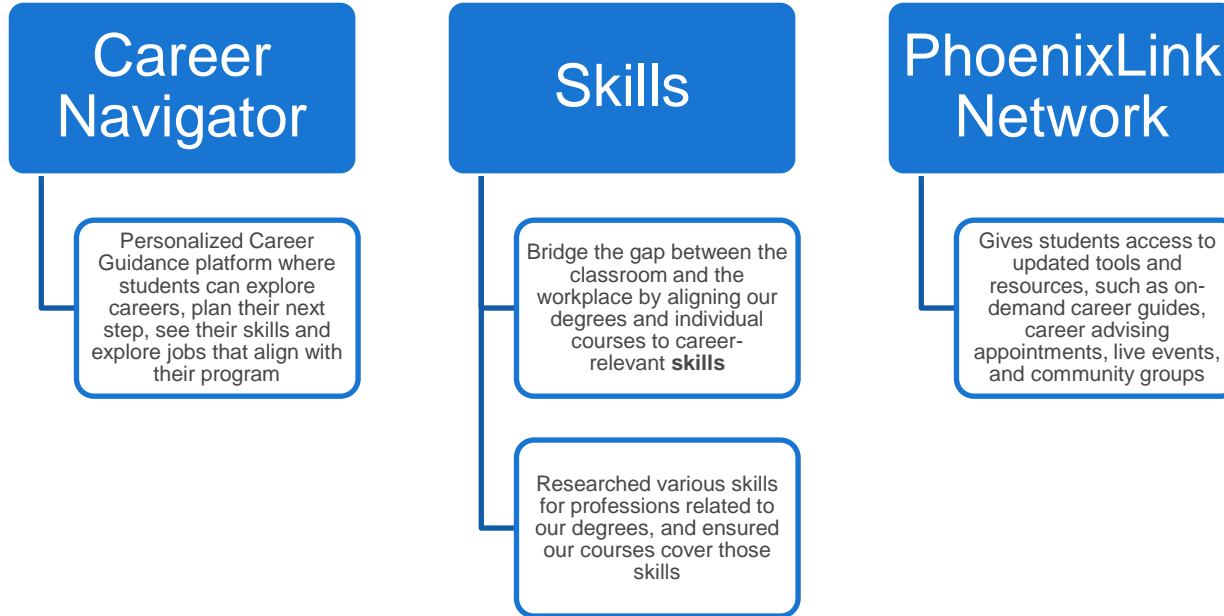 Career
Navigator
Personalized Career
Guidance platform where
students can explore
careers, plan their next
step, see their skills and
explore jobs that align with
their program
Skills
Bridge the gap between the
classroom and the
workplace by aligning our
degrees and individual
courses to career-
relevant skills
Researched various skills
for professions related to
our degrees, and ensured
our courses cover those
skills
PhoenixLink
Network
Gives students access to
updated tools and
resources, such as on-
demand career guides,
career advising
appointments, live events,
and community groups